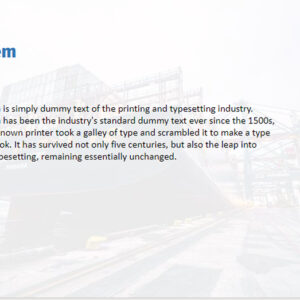 em
is simply dummy text of the printing and typesetting industry.
has been the industry's standard dummy text ever since the 1500s,
nown printer took a galley of type and scrambled it to make a type
ok. It has survived not only five centuries, but also the leap into
pesetting, remaining essentially unchanged.